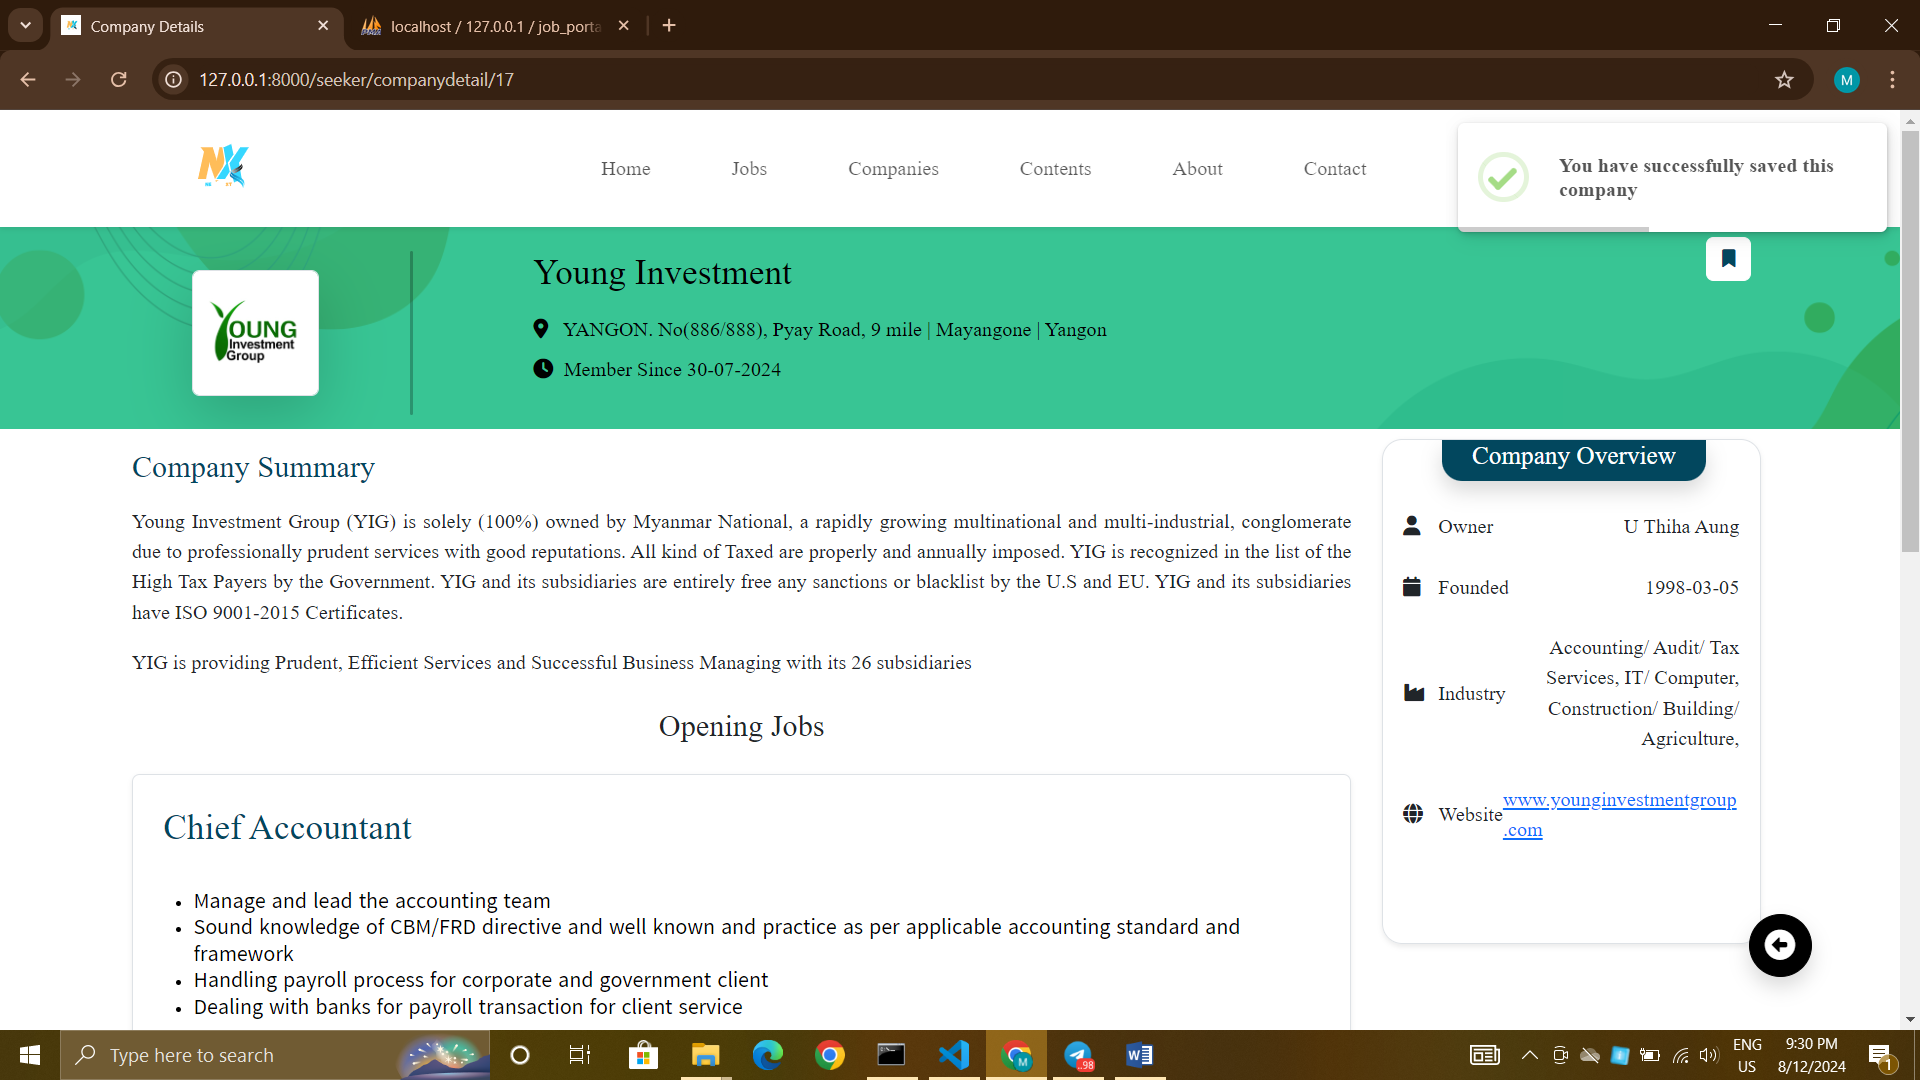 Company Details
localhost / 127.0.0.1 / job_porta
127.0.0.1:8000/seeker/companydetail/17
M
NX
Home
Jobs
Companies
Contents
About
Contact
You have successfully saved this
company
Young Investment
YOUNG
Investment
Group
YANGON. No(886/888), Pyay Road, 9 mile | Mayangone | Yangon
Member Since 30-07-2024
Company Summary
Young Investment Group (YIG) is solely (100%) owned by Myanmar National, a rapidly growing multinational and multi-industrial, conglomerate
due to professionally prudent services with good reputations. All kind of Taxed are properly and annually imposed. YIG is recognized in the list of the
High Tax Payers by the Government. YIG and its subsidiaries are entirely free any sanctions or blacklist by the U.S and EU. YIG and its subsidiaries
have ISO 9001-2015 Certificates.
YIG is providing Prudent, Efficient Services and Successful Business Managing with its 26 subsidiaries
Opening Jobs
Chief Accountant
• Manage and lead the accounting team
• Sound knowledge of CBM/FRD directive and well known and practice as per applicable accounting standard and
framework
• Handling payroll process for corporate and government client
• Dealing with banks for payroll transaction for client service
Company Overview
Owner
U Thiha Aung
Founded
1998-03-05
Industry
Accounting/ Audit/ Tax
Services, IT/ Computer,
Construction/ Building/
Agriculture,
Website
www.younginvestmentgroup
.com
Type here to search
M
..98
W
ENG
US
9:30 PM
8/12/2024
1